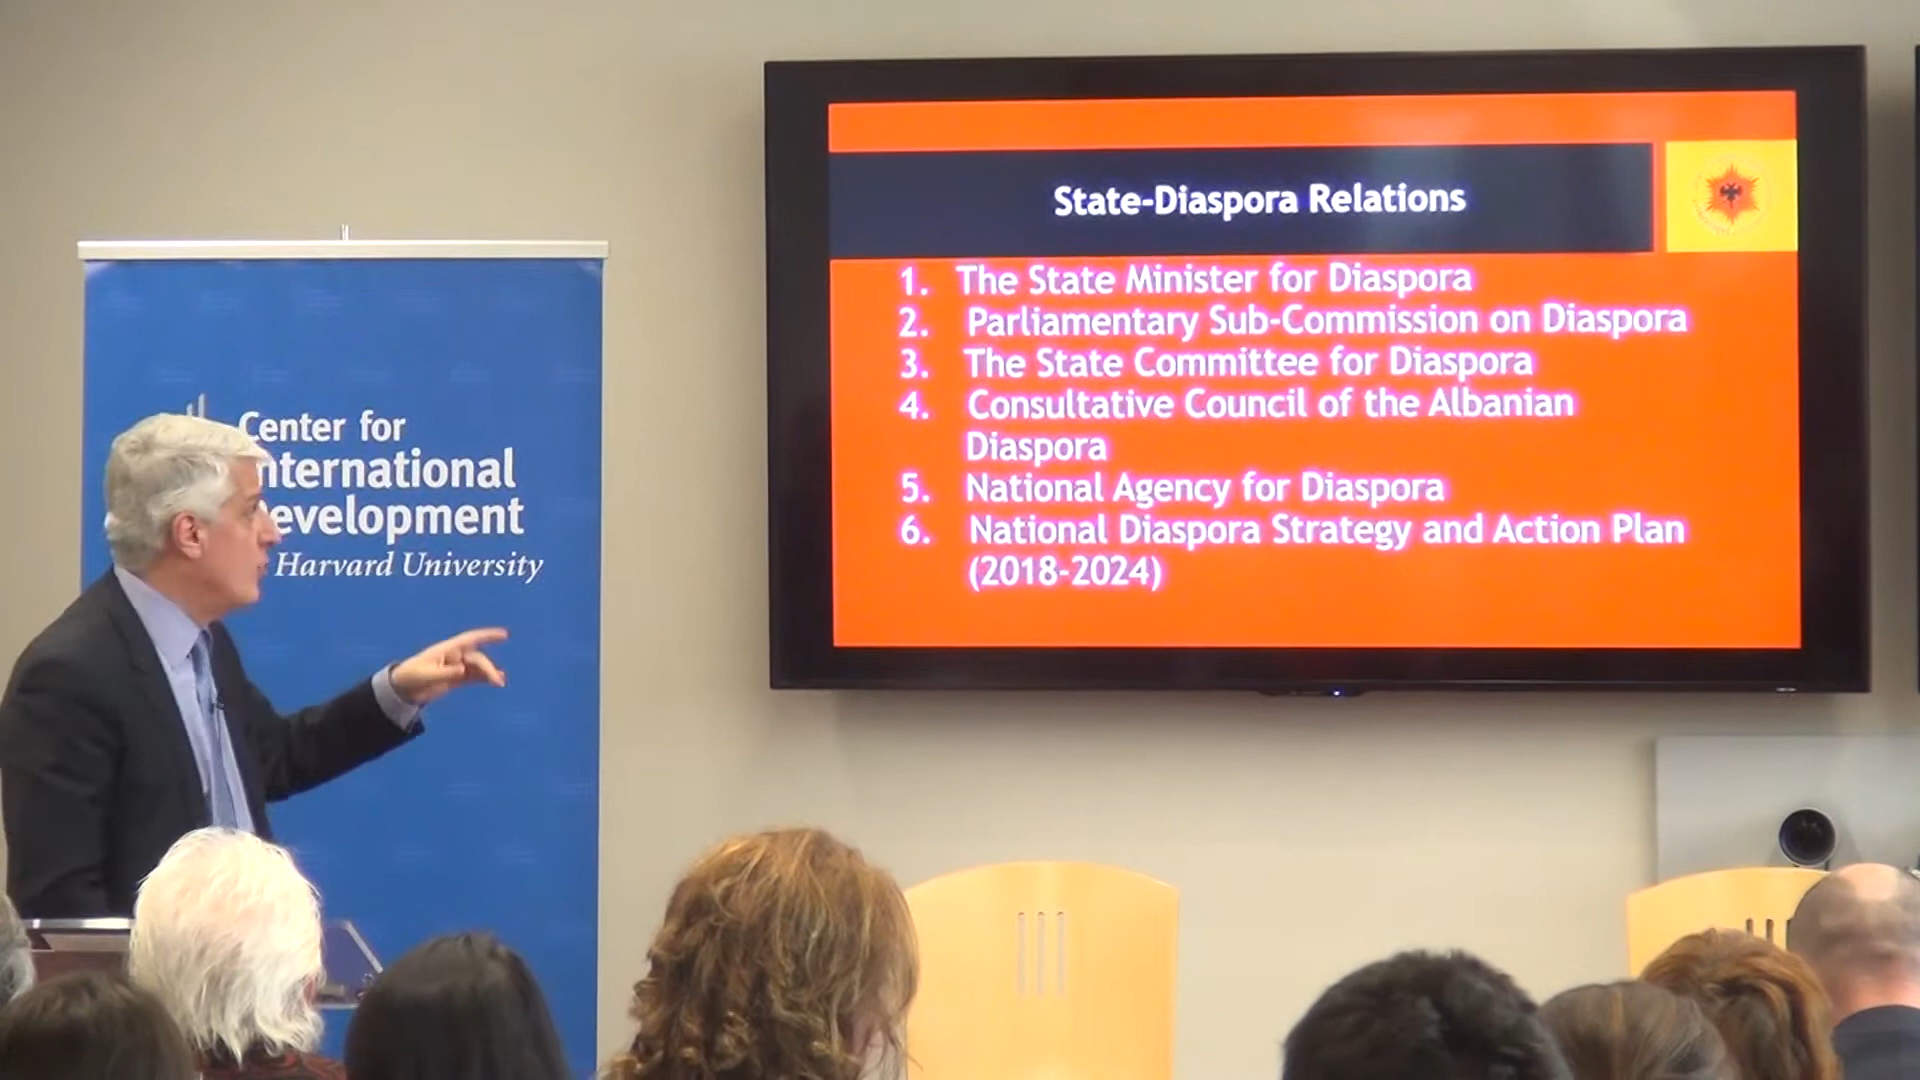 Center for
International
Development
Harvard University
State-Diaspora Relations
1. The State Minister for Diaspora
2. Parliamentary Sub-Commission on Diaspora
3. The State Committee for Diaspora
4. Consultative Council of the Albanian
Diaspora
5. National Agency for Diaspora
6. National Diaspora Strategy and Action Plan
(2018-2024)